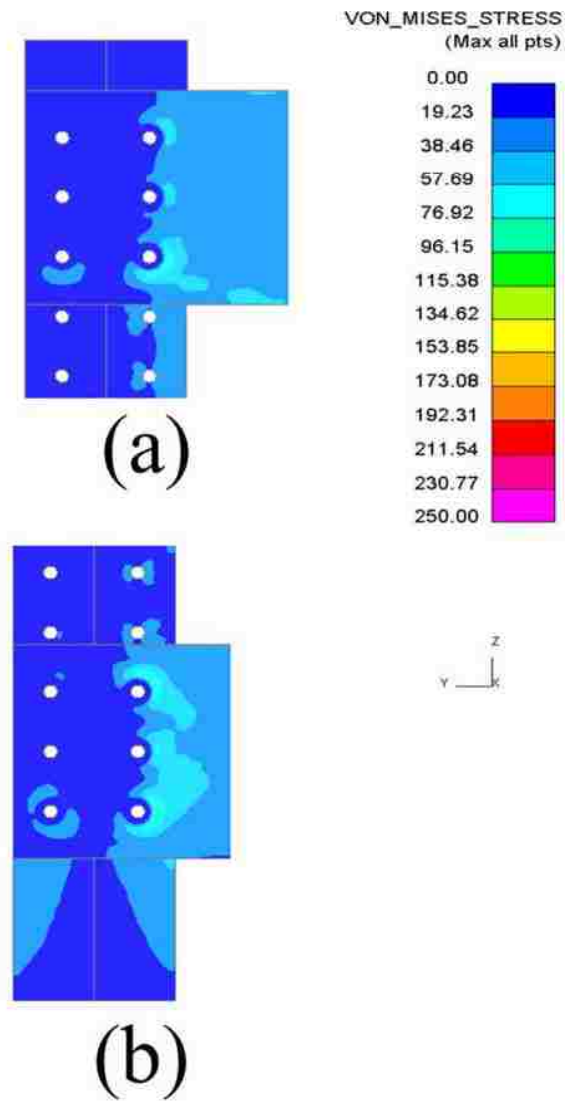 VON_MISES_STRESS
(Max all pts)
0.00
19.23
38.46
57.69
76.92
96.15
115.38
134.62
153.85
173.08
192.31
211.54
230.77
250.00
(a)
Z
Y X
(b)